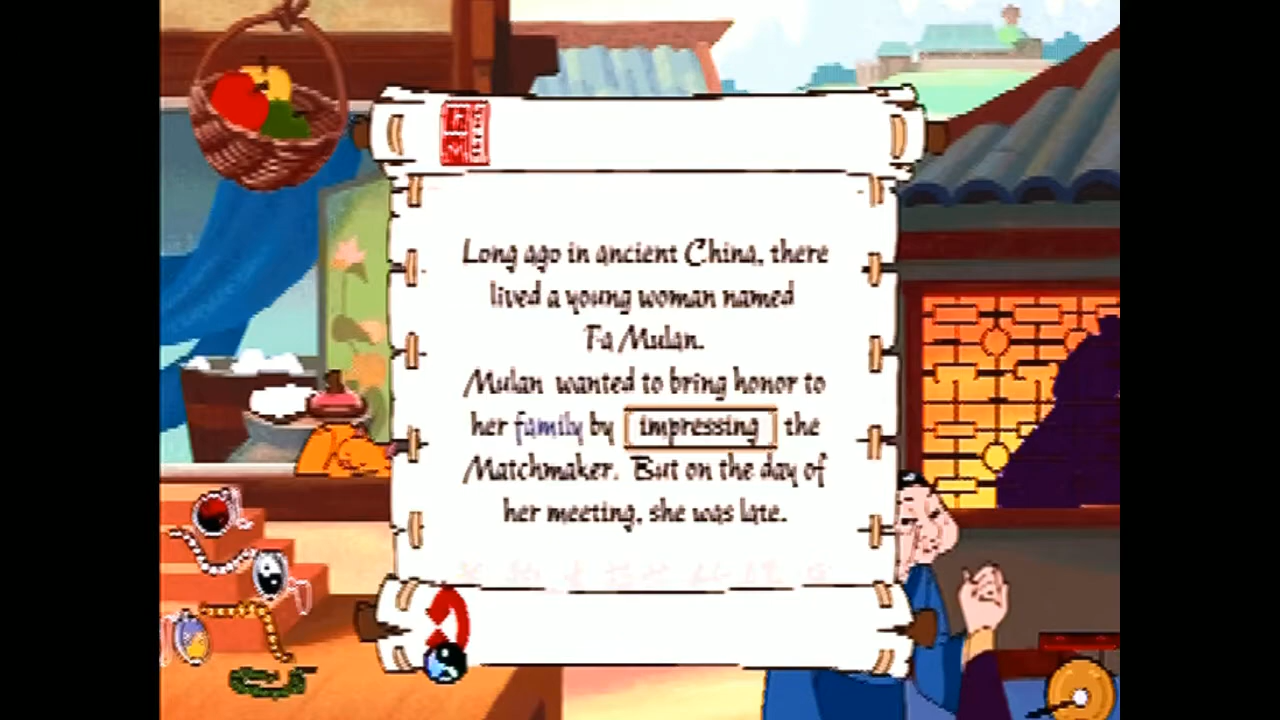 Long ago in ancient China, there
lived a young woman named
Fa Mulan.
Mulan wanted to bring honor to
her family by impressing the
Matchmaker. But on the day of
her meeting, she was late.